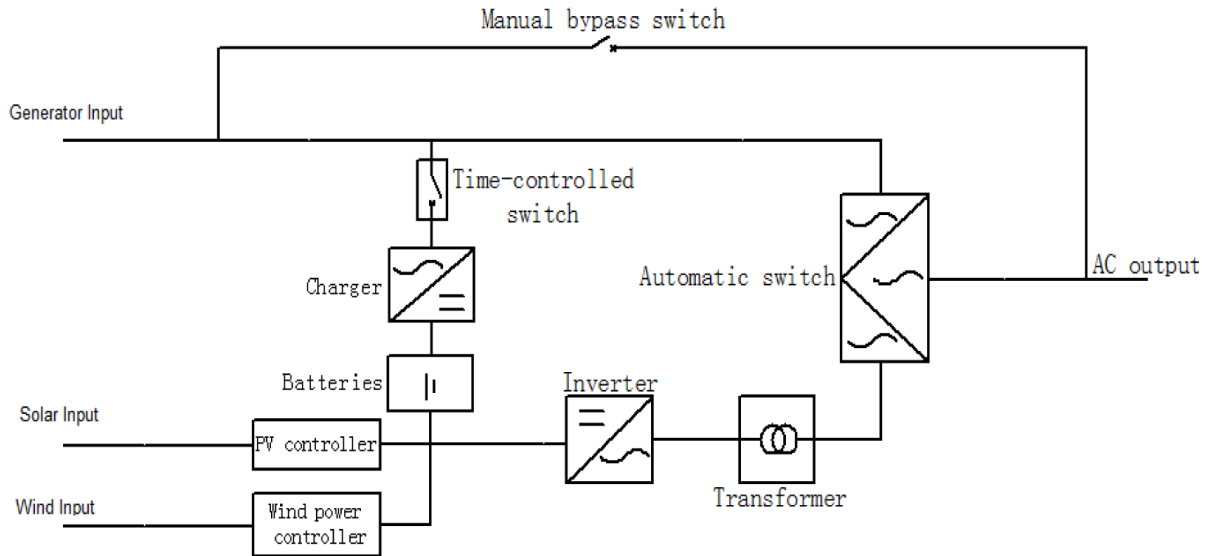 Manual bypass switch
Generator Input
Time-controlled
switch
Automatic switch
AC output
Charger
Batteries
Inverter
Solar Input
PV controller
Transformer
Wind Input
Wind power
controller